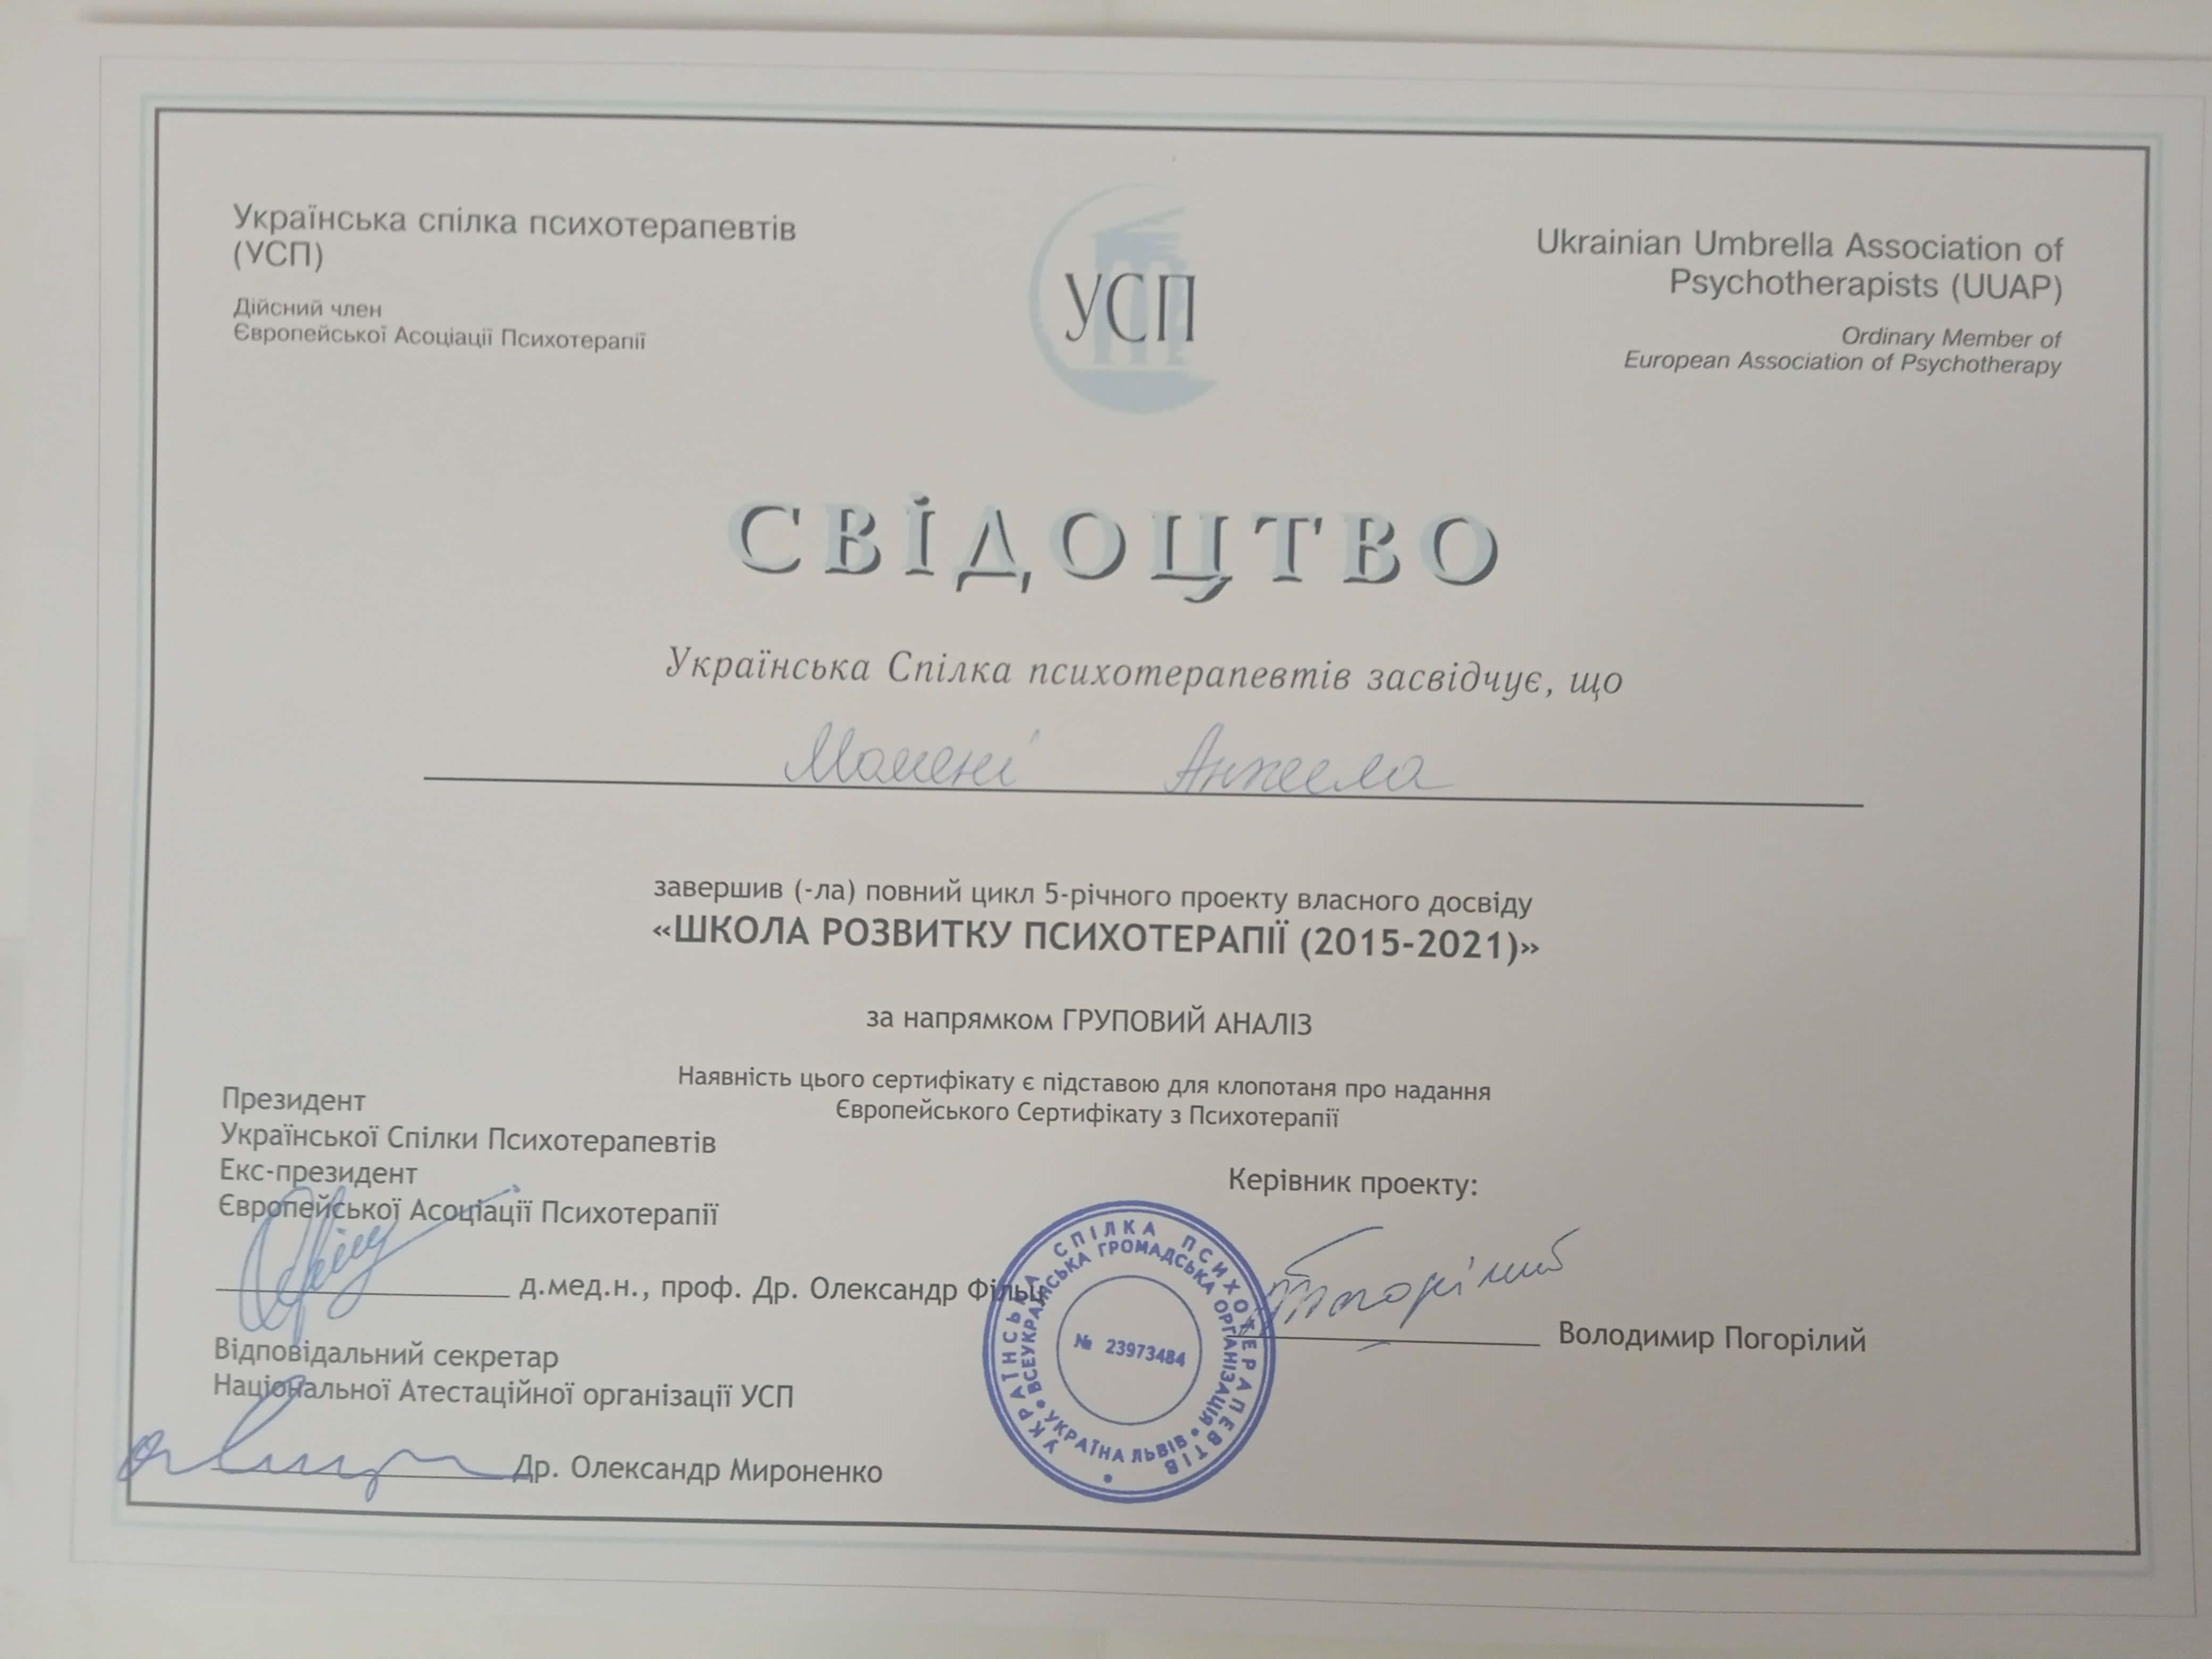 Українська спілка психотерапевтів
(УСП)
Дійсний член
Європейської Асоціації Психотерапії
УСП
Ukrainian Umbrella Association of
Psychotherapists (UUAP)
Ordinary Member of
European Association of Psychotherapy
СВІДОЦТВО
Українська Спілка психотерапевтів засвідчує, що
Момені Анжела
завершив (-ла) повний цикл 5-річного проекту власного досвіду
«ШКОЛА РОЗВИТКУ ПСИХОТЕРАПІЇ (2015-2021)»
за напрямком ГРУПОВИЙ АНАЛІЗ
Наявність цього сертифікату є підставою для клопотаня про надання
Європейського Сертифікату з Психотерапії
Президент
Української Спілки Психотерапевтів
Екс-президент
Європейської Асоціації Психотерапії
д.мед.н., проф. Др. Олександр Фільц
Відповідальний секретар
Національної Атестаційної організації УСП
Др. Олександр Мироненко
Керівник проекту:
Погорілий
Володимир Погорілий
УКРАЇНСЬКА СПІЛКА ПСИХОТЕРАПЕВТІВ
ВСЕУКРАЇНСЬКА ГРОМАДСЬКА ОРГАНІЗАЦІЯ
УКРАЇНА ЛЬВІВ
№ 23973484